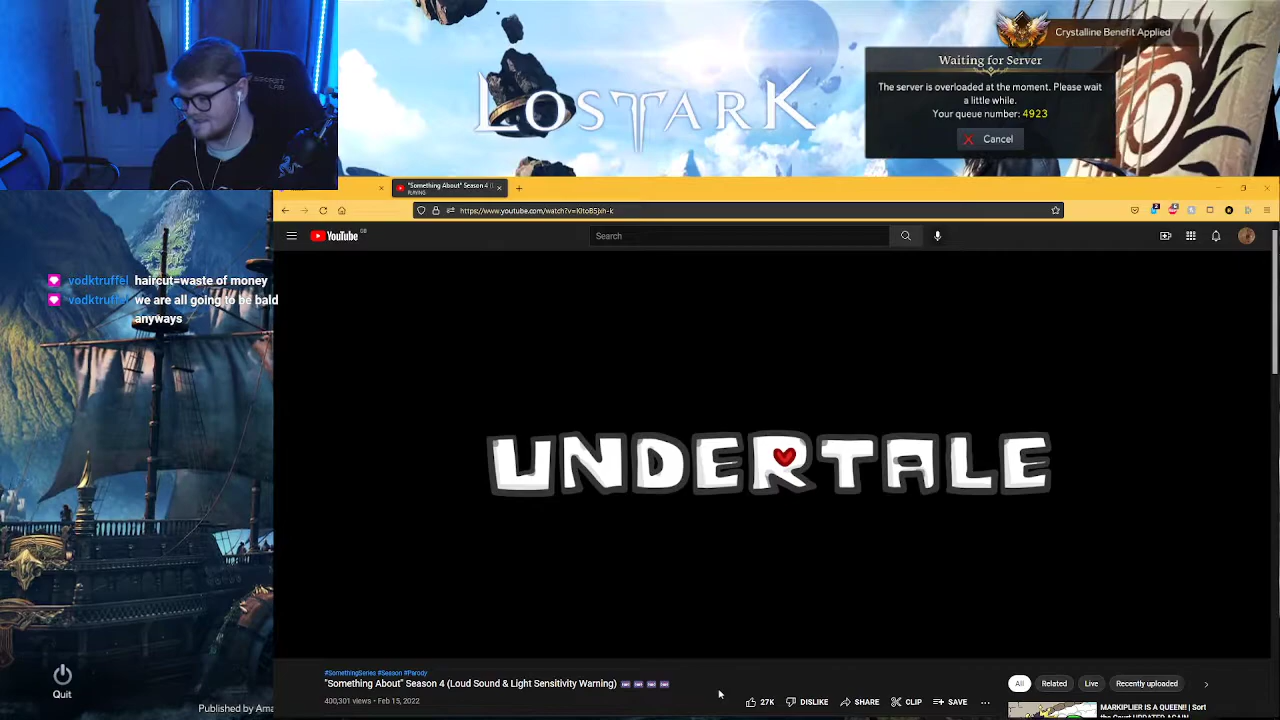 LOST ARK
Crystalline Benefit Applied
Waiting for Server
The server is overloaded at the moment. Please wait
a little while.
Your queue number: 4923
Cancel
"Something About" Season 4 (
PLAYING
https://www.youtube.com/watch?v=
YouTube GB
Search
vodktruffel haircut=waste of money
vodktruffel we are all going to be bald
anyways
UNDERTALE
#SomethingSeries #Season #Parody
"Something About" Season 4 (Loud Sound & Light Sensitivity Warning)
400,301 views • Feb 15, 2022
27K
DISLIKE
SHARE
CLIP
SAVE
All
Related
Live
Recently uploaded
MARKIPLIER IS A QUEEN! | Sort
Quit
Published by Ama